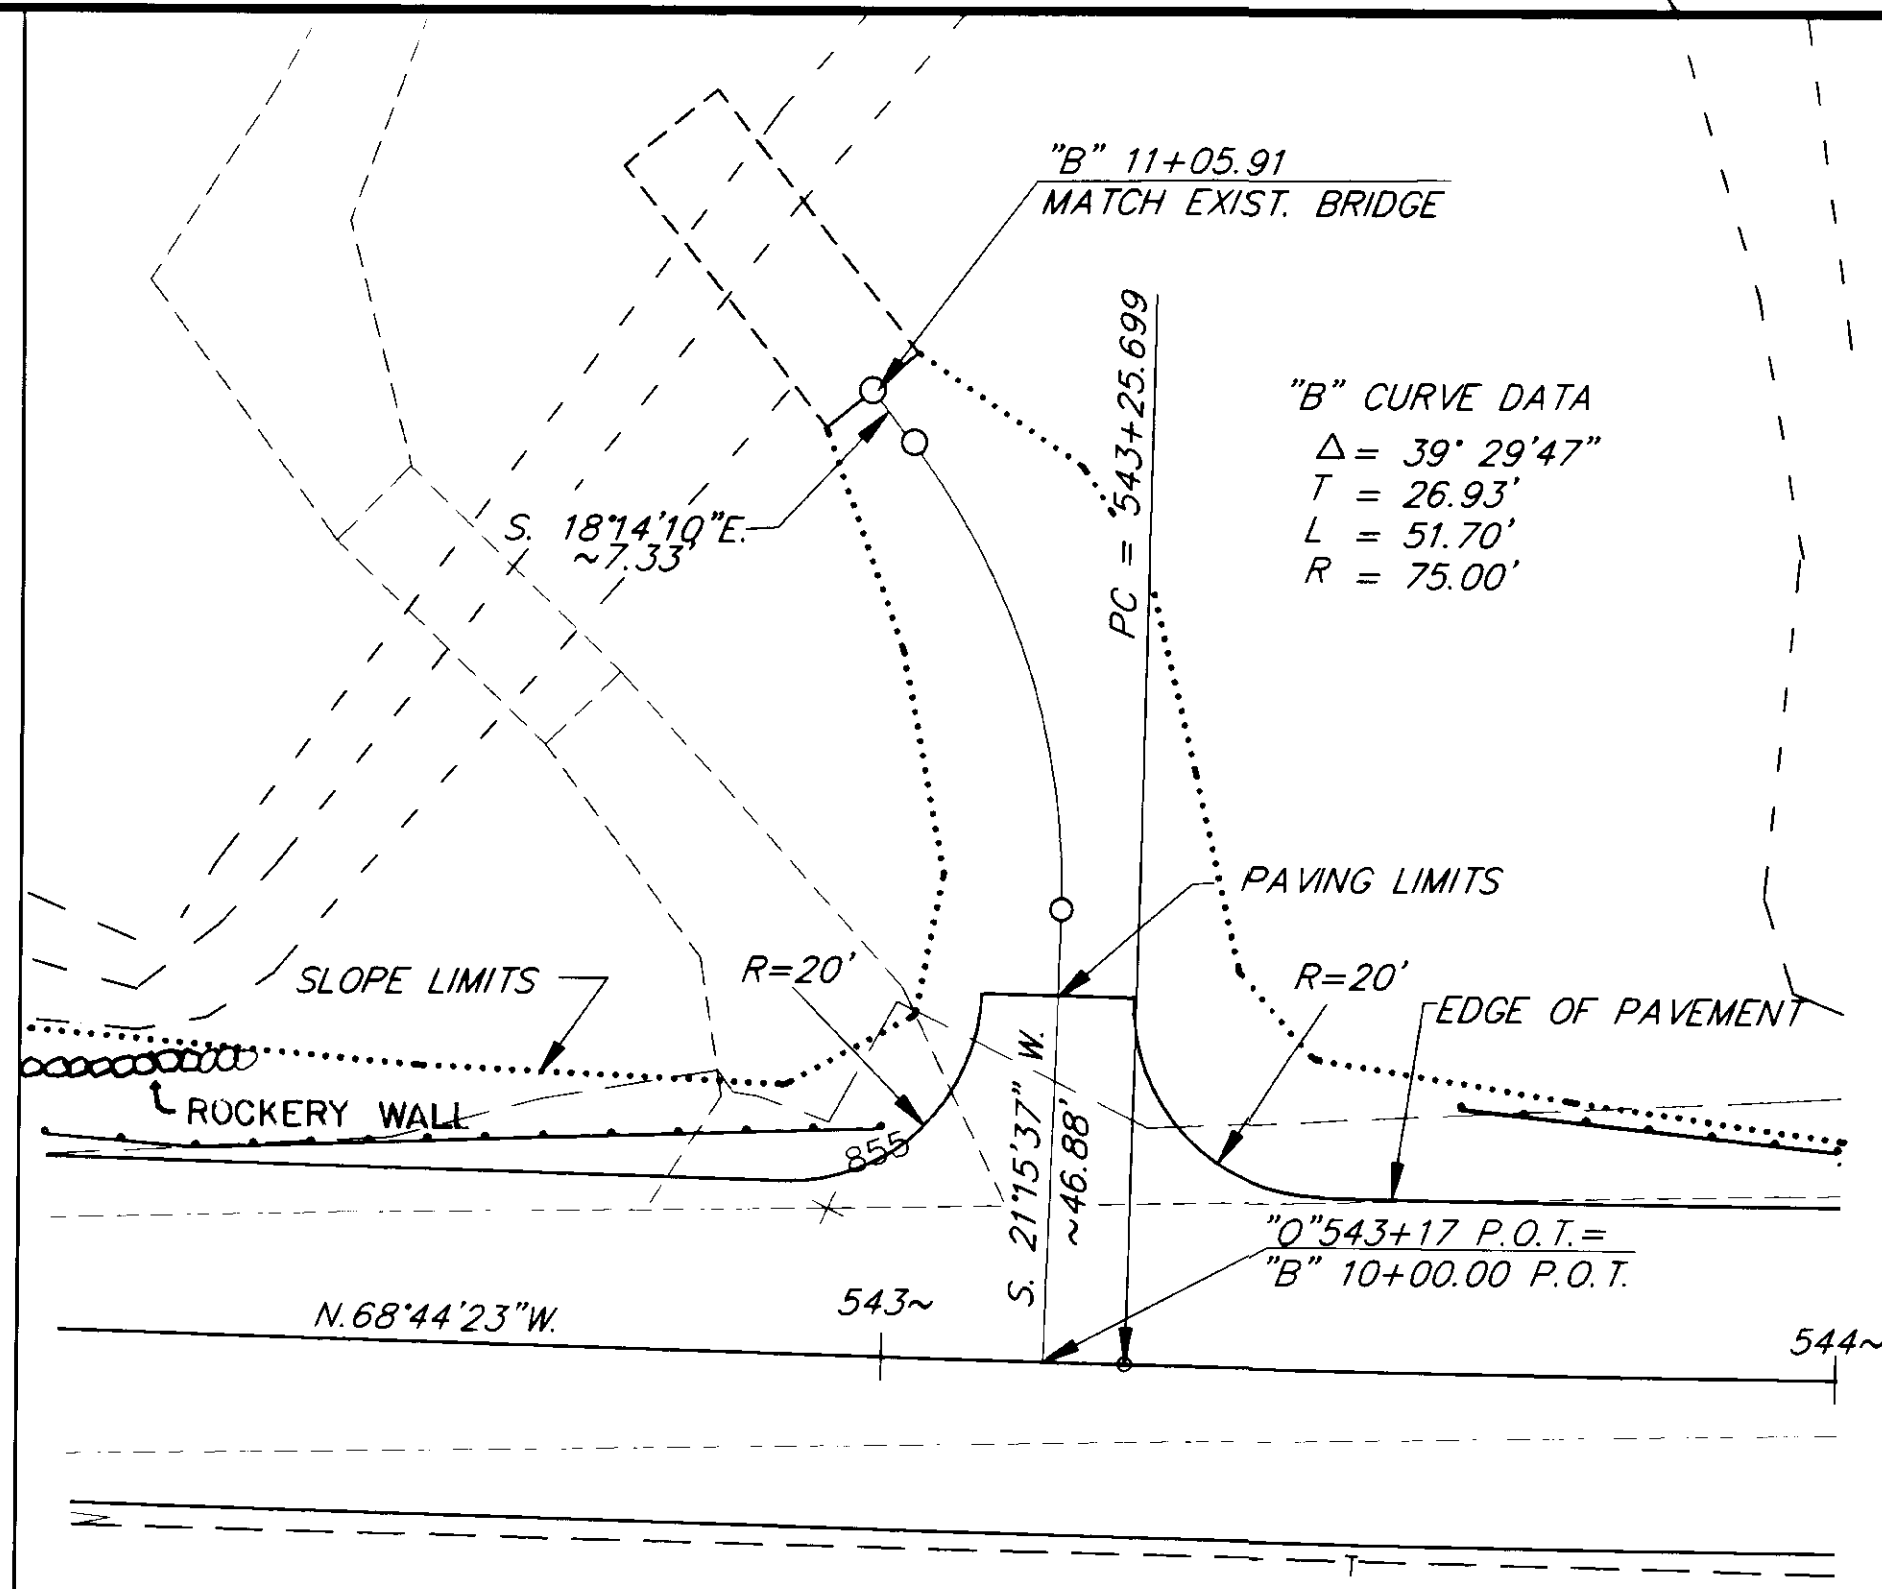 "B" 11+05.91
MATCH EXIST. BRIDGE
PC = 543+25.699
"B" CURVE DATA
Δ = 39° 29'47"
T = 26.93'
L = 51.70'
R = 75.00'
S. 18°14'10"E.
~7.33'
PAVING LIMITS
SLOPE LIMITS
R=20'
R=20'
EDGE OF PAVEMENT
ROCKERY WALL
855
S. 21°15'37" W.
~46.88'
"O"543+17 P.O.T.=
"B" 10+00.00 P.O.T.
N.68°44'23"W.
543~
544~